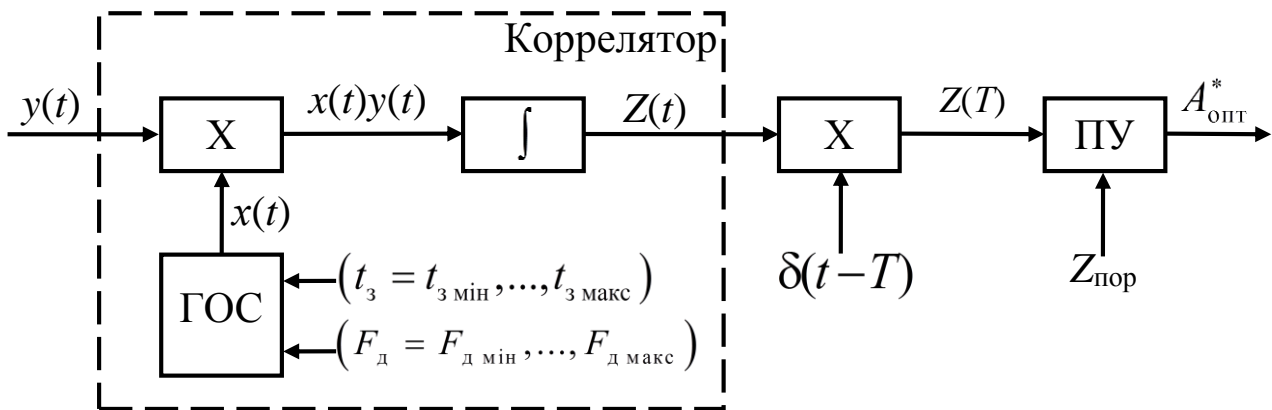 Коррелятор
y(t)
X
x(t)y(t)
∫
Z(t)
X
Z(T)
ПУ
A*опт
x(t)
ГОС
(tз = tз мін,...,tз макс)
(Fд = Fд мін,...,Fд макс)
δ(t−T)
Zпор